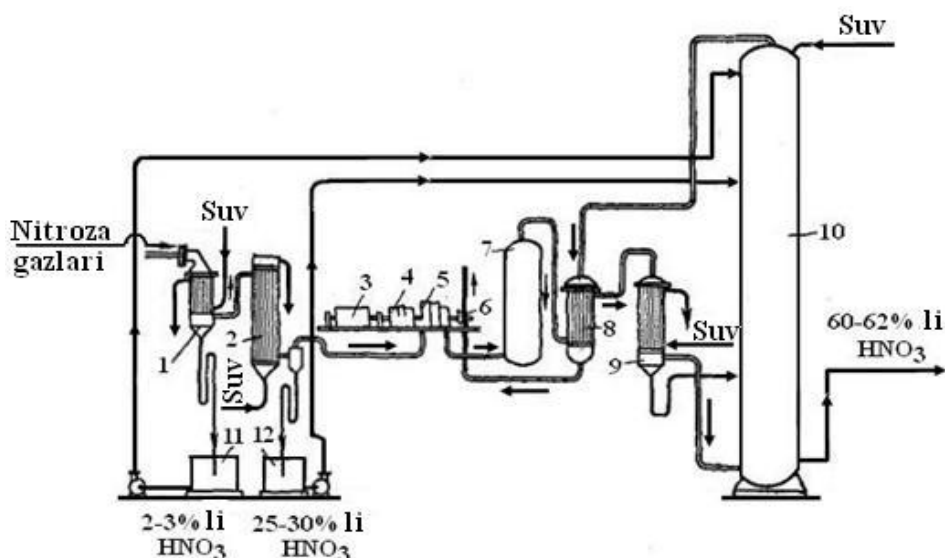 Suv
Nitroza
gazlari
Suv
1
2
Suv
3
4
5
6
7
8
9
Suv
10
60-62% li
HNO3
11
12
2-3% li
HNO3
25-30% li
HNO3